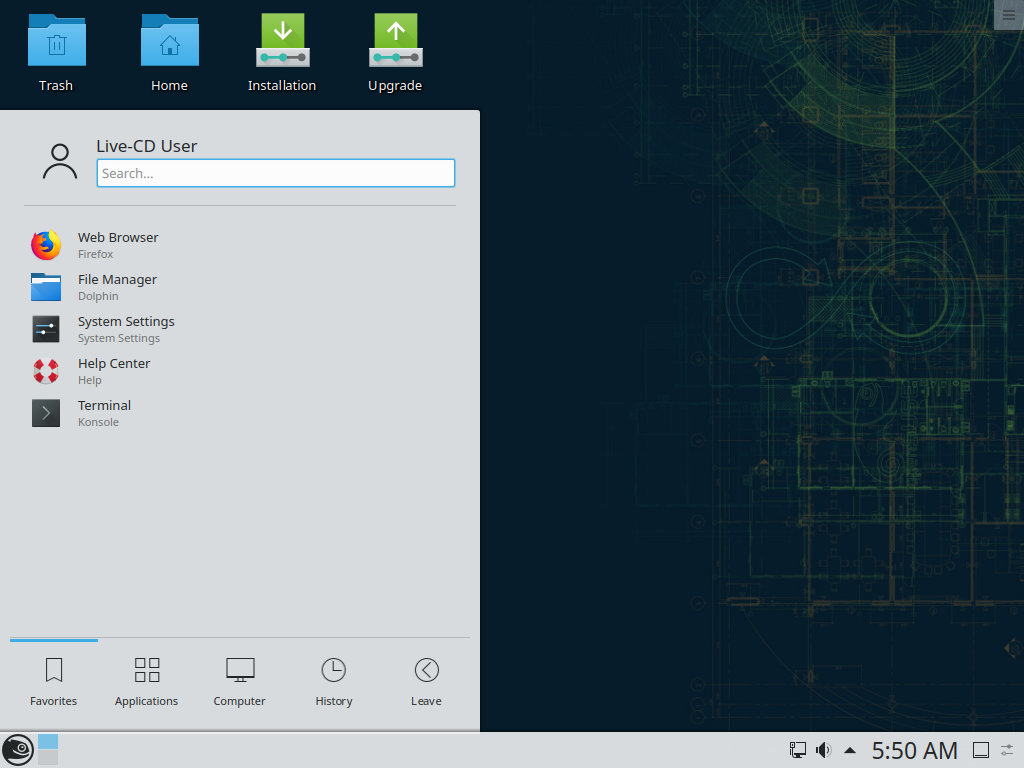 Trash
Home
Installation
Upgrade
Live-CD User
Search...
Web Browser
Firefox
File Manager
Dolphin
System Settings
System Settings
Help Center
Help
Terminal
Konsole
Favorites
Applications
Computer
History
Leave
5:50 AM